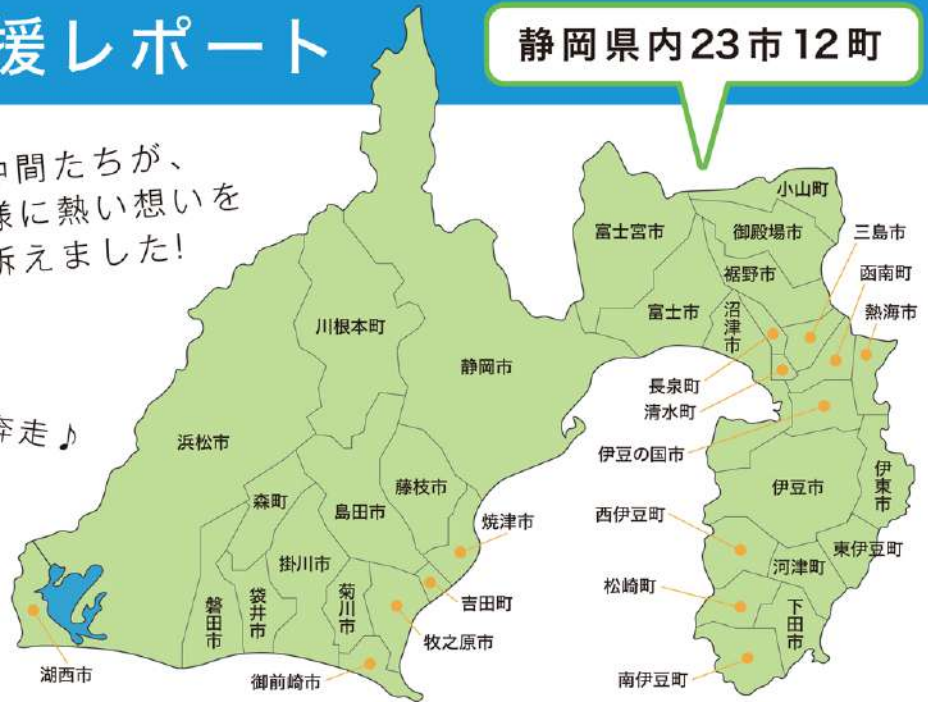 援レポート
静岡県内23市12町
間たちが、
様に熱い想いを
訴えました!
奔走♪
小山町
富士宮市
御殿場市
三島市
裾野市
函南町
富士市
沼津市
熱海市
川根本町
静岡市
長泉町
清水町
浜松市
伊豆の国市
藤枝市
伊豆市
伊東市
森町
島田市
西伊豆町
焼津市
東伊豆町
掛川市
河津町
松崎町
吉田町
磐田市
袋井市
菊川市
下田市
牧之原市
湖西市
御前崎市
南伊豆町